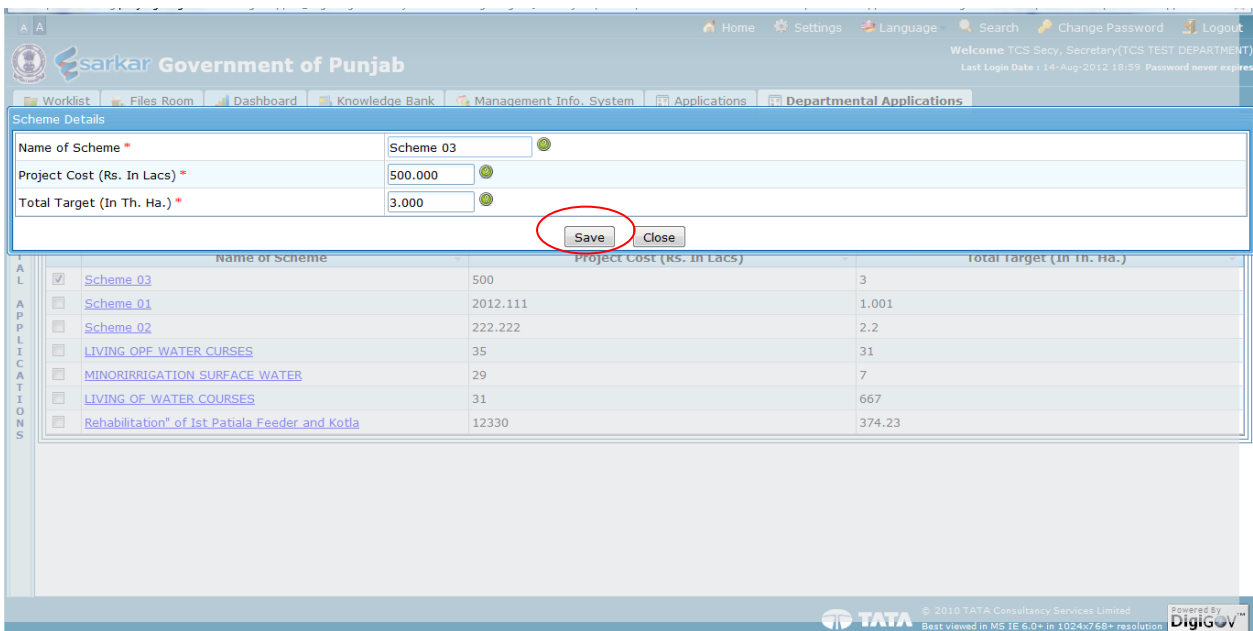 A A
Home Settings Language Search Change Password Logout
Welcome TCS Secy, Secretary(TCS TEST DEPARTMENT)
esarkar Government of Punjab
Last Login Date : 14-Aug-2012 18:59 Password never expires
Worklist Files Room Dashboard Knowledge Bank Management Info. System Applications Departmental Applications
Scheme Details
Name of Scheme * Scheme 03
Project Cost (Rs. In Lacs) * 500.000
Total Target (In Th. Ha.) * 3.000
Save Close
Name of Scheme Project Cost (Rs. In Lacs) Total Target (In Th. Ha.)
Scheme 03 500 3
Scheme 01 2012.111 1.001
Scheme 02 222.222 2.2
LIVING OPF WATER CURSES 35 31
MINORIRRIGATION SURFACE WATER 29 7
LIVING OF WATER COURSES 31 667
Rehabilitation" of Ist Patiala Feeder and Kotla 12330 374.23
T
A
L
A
P
P
L
I
C
A
T
I
O
N
S
TATA
© 2010 TATA Consultancy Services Limited
Best viewed in MS IE 6.0+ in 1024x768+ resolution
Powered By
DigiGOV™